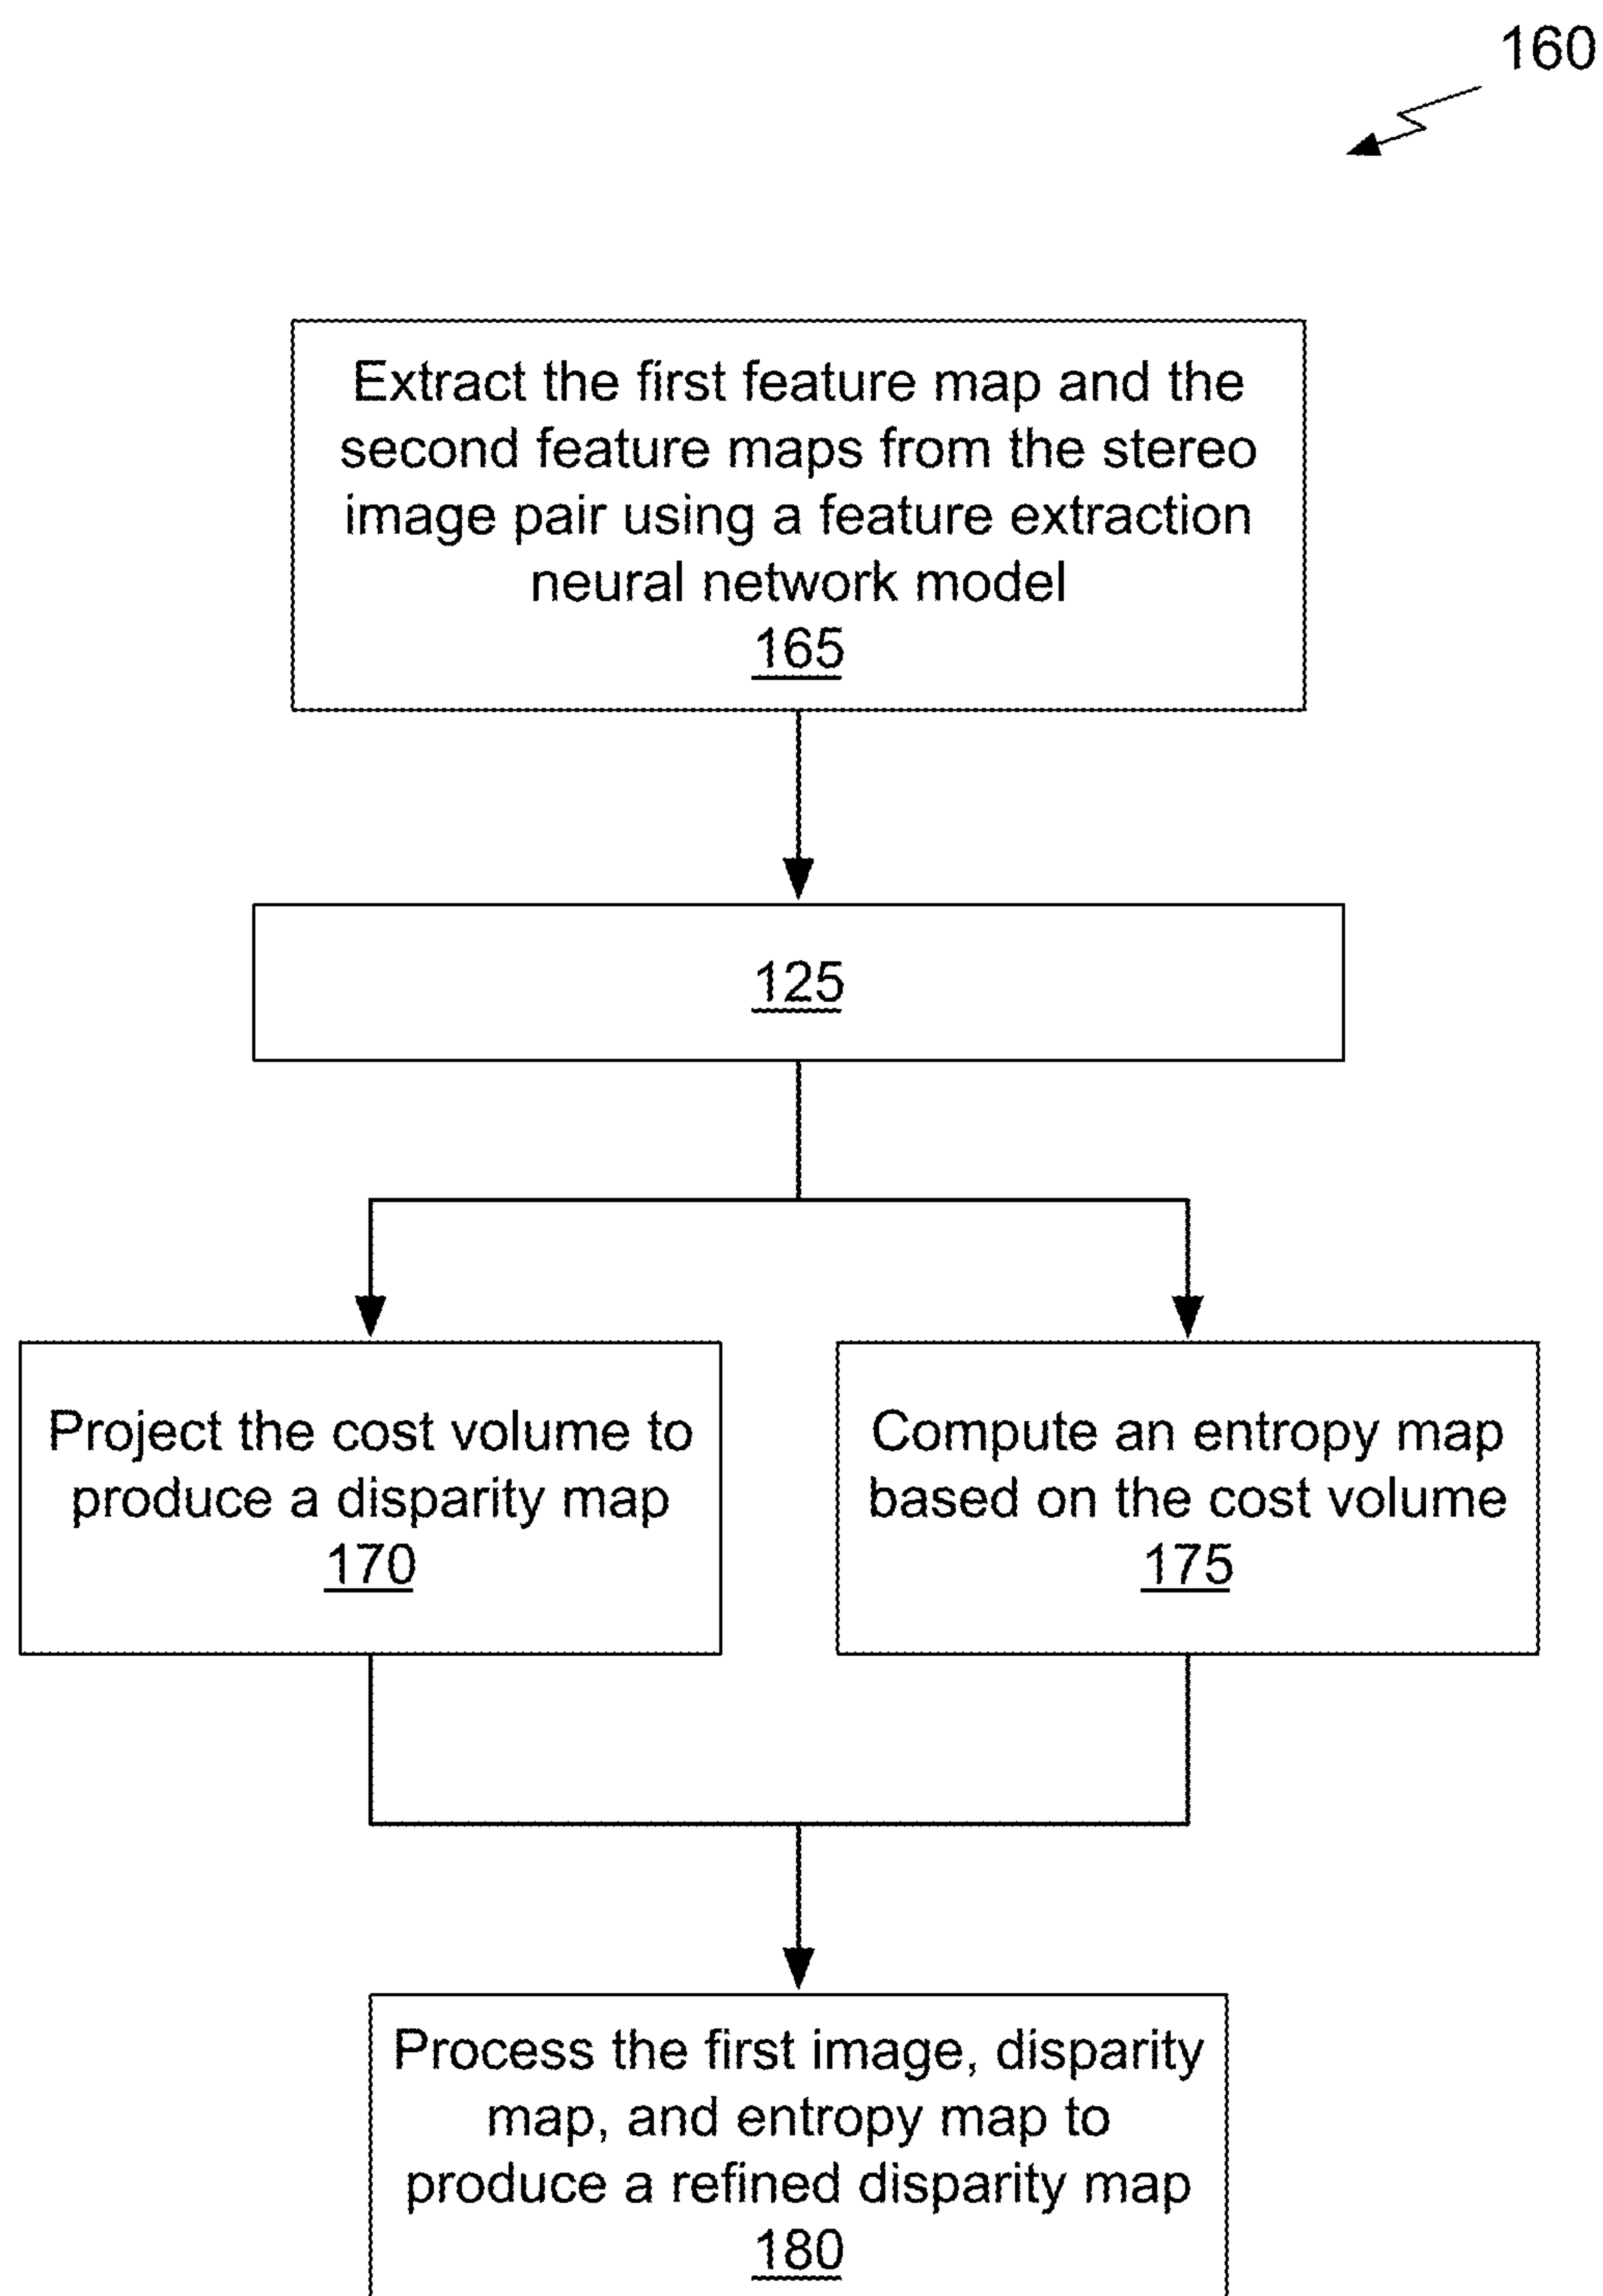 160
Extract the first feature map and the
second feature maps from the stereo
image pair using a feature extraction
neural network model
165
125
Project the cost volume to
produce a disparity map
170
Compute an entropy map
based on the cost volume
175
Process the first image, disparity
map, and entropy map to
produce a refined disparity map
180